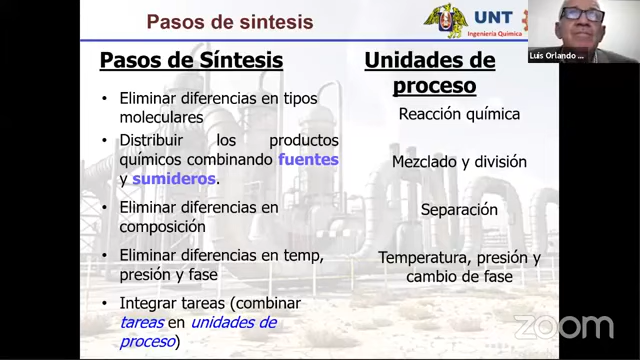 Pasos de sintesis
UNT
Ingeniería Química
Luis Orlando ...
Pasos de Síntesis
Unidades de
proceso
• Eliminar diferencias en tipos
moleculares
Reacción química
• Distribuir los productos
químicos combinando fuentes
y sumideros.
Mezclado y división
• Eliminar diferencias en
composición
Separación
• Eliminar diferencias en temp,
presión y fase
Temperatura, presión y
cambio de fase
• Integrar tareas (combinar
tareas en unidades de
proceso)
zoom